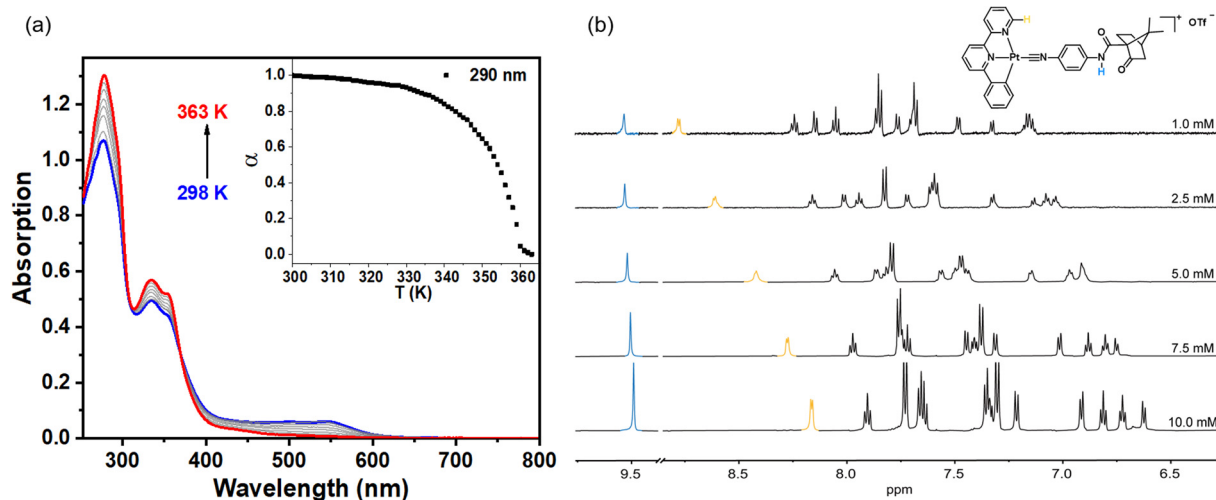 (a)
Absorption
1.2
1.0
0.8
0.6
0.4
0.2
0.0
300
400
500
600
700
800
Wavelength (nm)
363 K
298 K
α
1.0
0.8
0.6
0.4
0.2
0.0
300
320
330
340
350
360
T (K)
290 nm
(b)
H
N
N
Pt
C≡N
O
N
H
O
]+ OTf−
1.0 mM
2.5 mM
5.0 mM
7.5 mM
10.0 mM
9.5
8.5
8.0
7.5
7.0
6.5
ppm